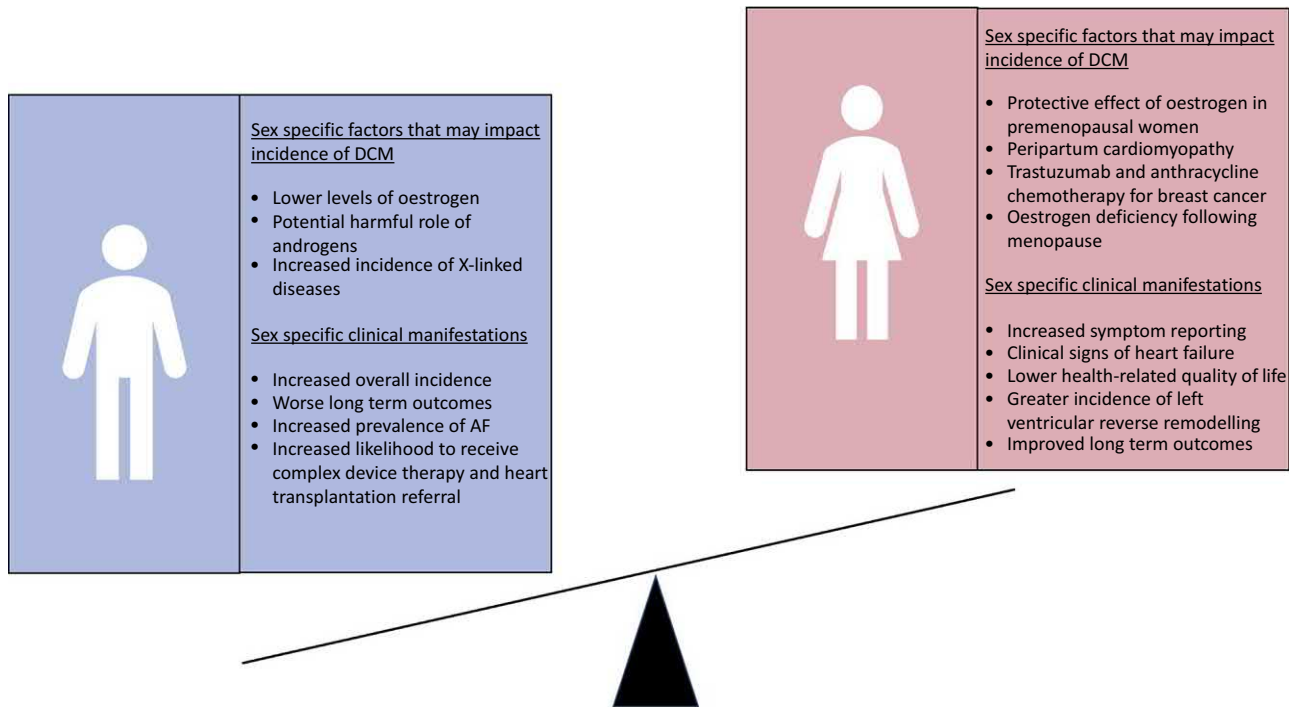 Sex specific factors that may impact
incidence of DCM
• Lower levels of oestrogen
• Potential harmful role of
androgens
• Increased incidence of X-linked
diseases
Sex specific clinical manifestations
• Increased overall incidence
• Worse long term outcomes
• Increased prevalence of AF
• Increased likelihood to receive
complex device therapy and heart
transplantation referral
Sex specific factors that may impact
incidence of DCM
• Protective effect of oestrogen in
premenopausal women
• Peripartum cardiomyopathy
• Trastuzumab and anthracycline
chemotherapy for breast cancer
• Oestrogen deficiency following
menopause
Sex specific clinical manifestations
• Increased symptom reporting
• Clinical signs of heart failure
• Lower health-related quality of life
• Greater incidence of left
ventricular reverse remodelling
• Improved long term outcomes